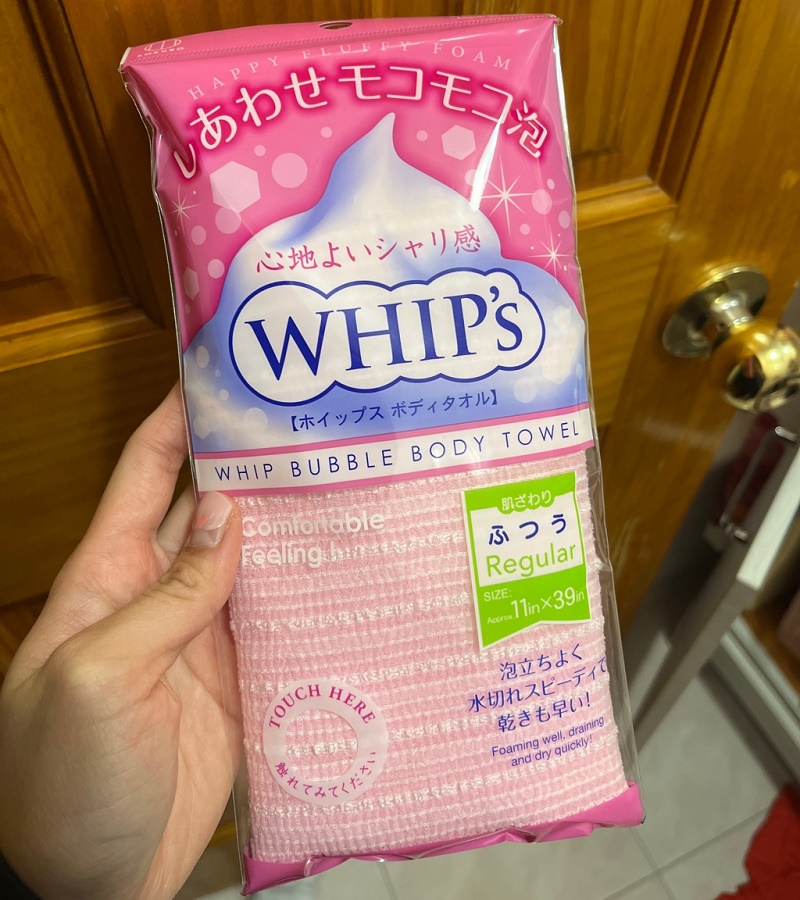 HAPPY FLUFFY FOAM
しあわせモコモコ泡
心地よいシャリ感
WHIP's
【ホイップス ボディタオル】
WHIP BUBBLE BODY TOWEL
Comfortable
Feeling
肌ざわり
ふつう
Regular
SIZE:
Approx. 11in×39in
泡立ちよく
水切れスピーディで
乾きも早い!
Foaming well, draining
and dry quickly!
TOUCH HERE
触れてみてください